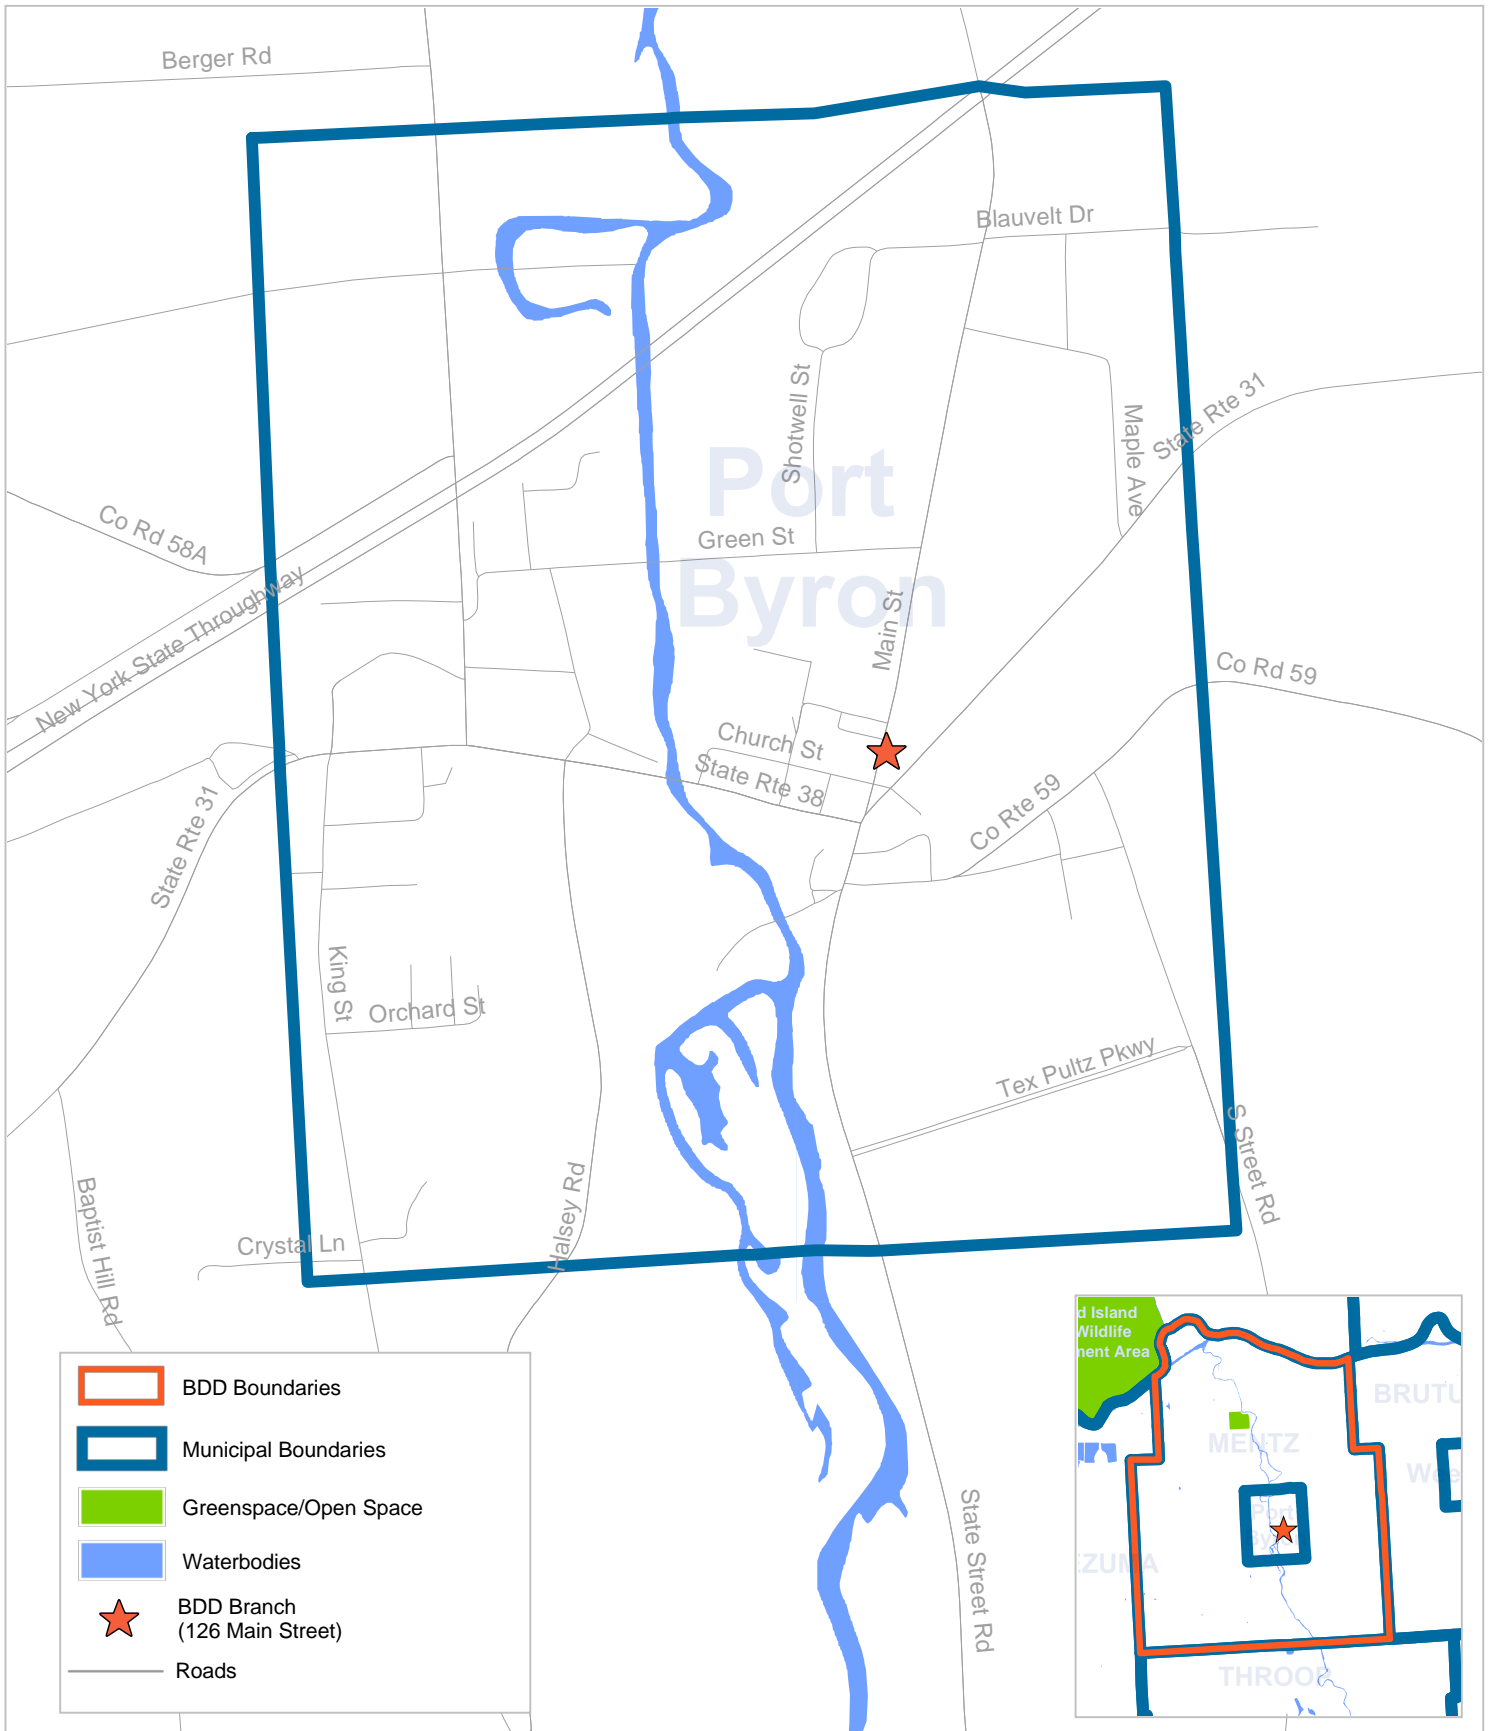 Berger Rd
Blauvelt Dr
Shotwell St
State Rte 31
Maple Ave
Port
Byron
Co Rd 58A
Green St
New York State Throughway
Main St
Co Rd 59
Church St
State Rte 38
State Rte 31
Co Rte 59
King St
Orchard St
Tex Pultz Pkwy
S Street Rd
Baptist Hill Rd
Halsey Rd
Crystal Ln
State Street Rd
BDD Boundaries
Municipal Boundaries
Greenspace/Open Space
Waterbodies
BDD Branch
(126 Main Street)
Roads
d Island
Wildlife
ment Area
BRUTU
MENTZ
Wee
Port
Byron
EZUMA
THROOP